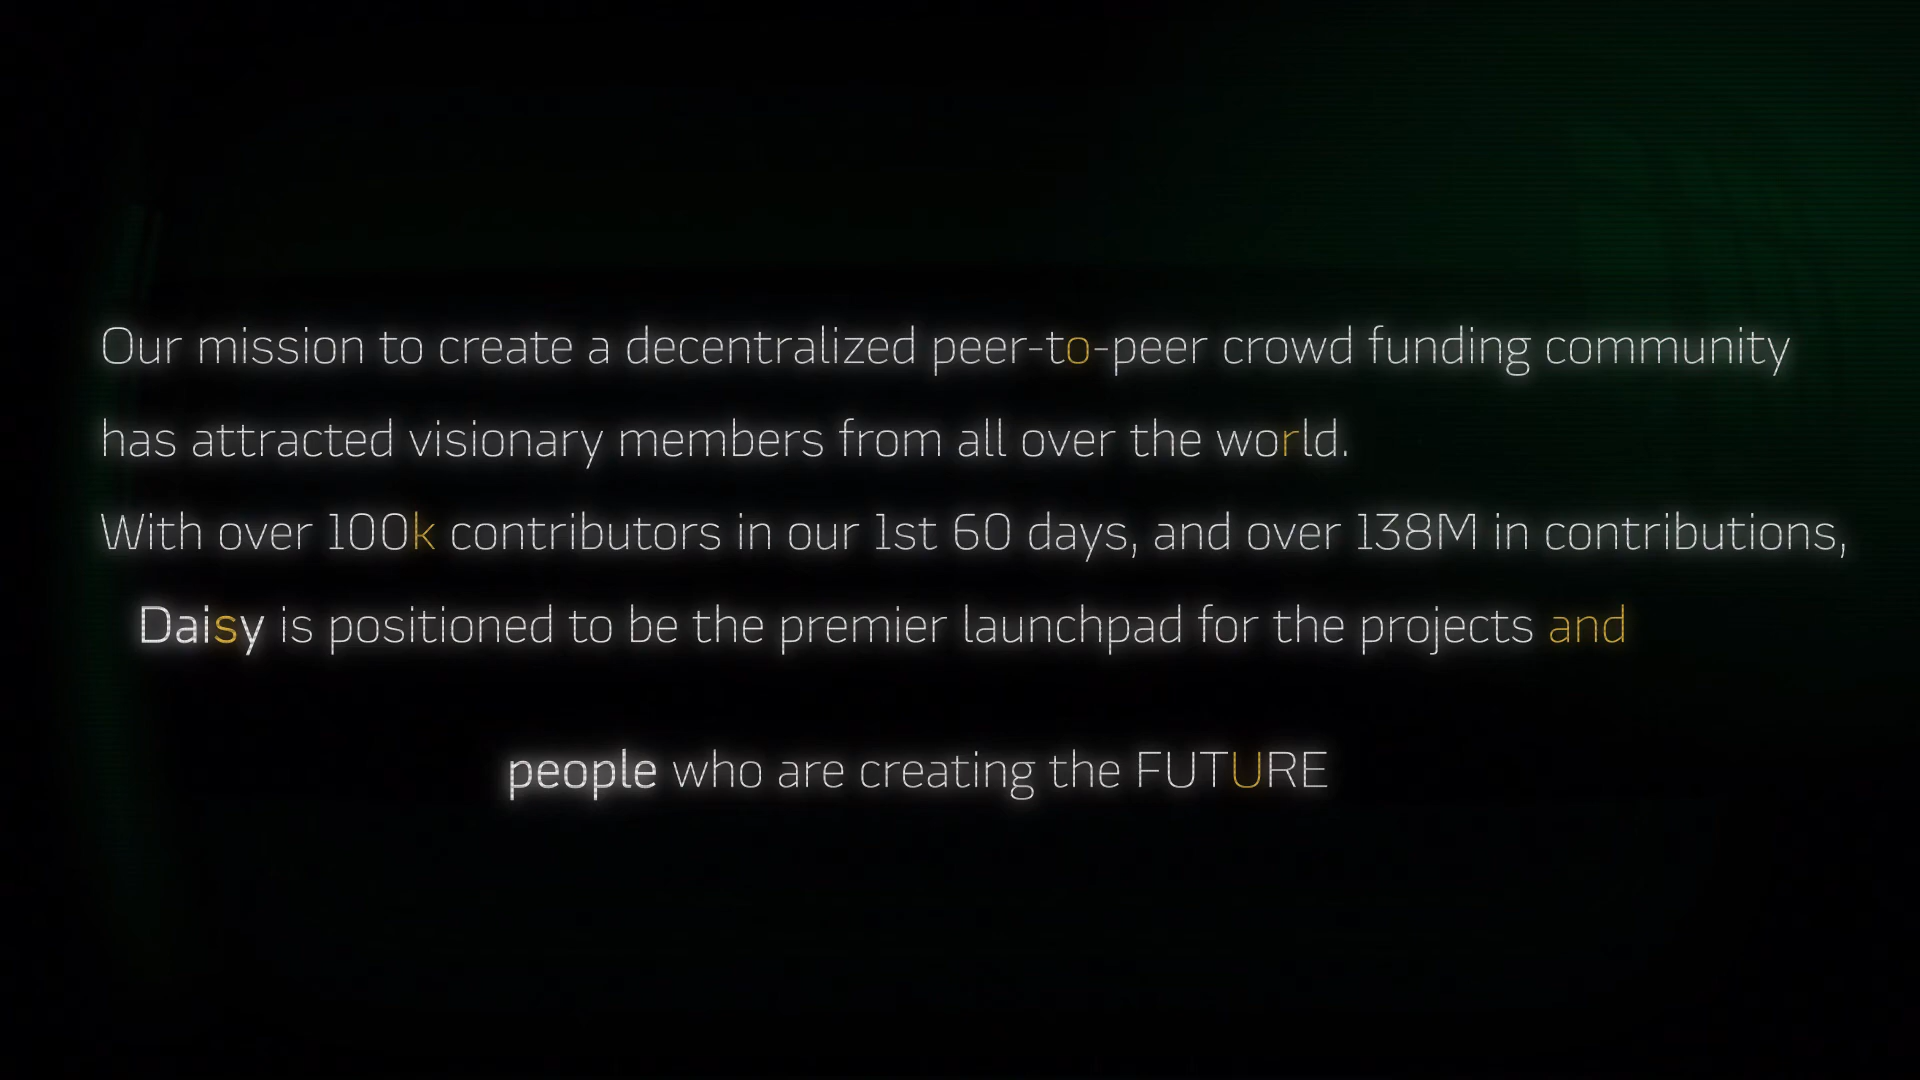 Our mission to create a decentralized peer-to-peer crowd funding community
has attracted visionary members from all over the world.
With over 100k contributors in our 1st 60 days, and over 138M in contributions,
Daisy is positioned to be the premier launchpad for the projects and
people who are creating the FUTURE